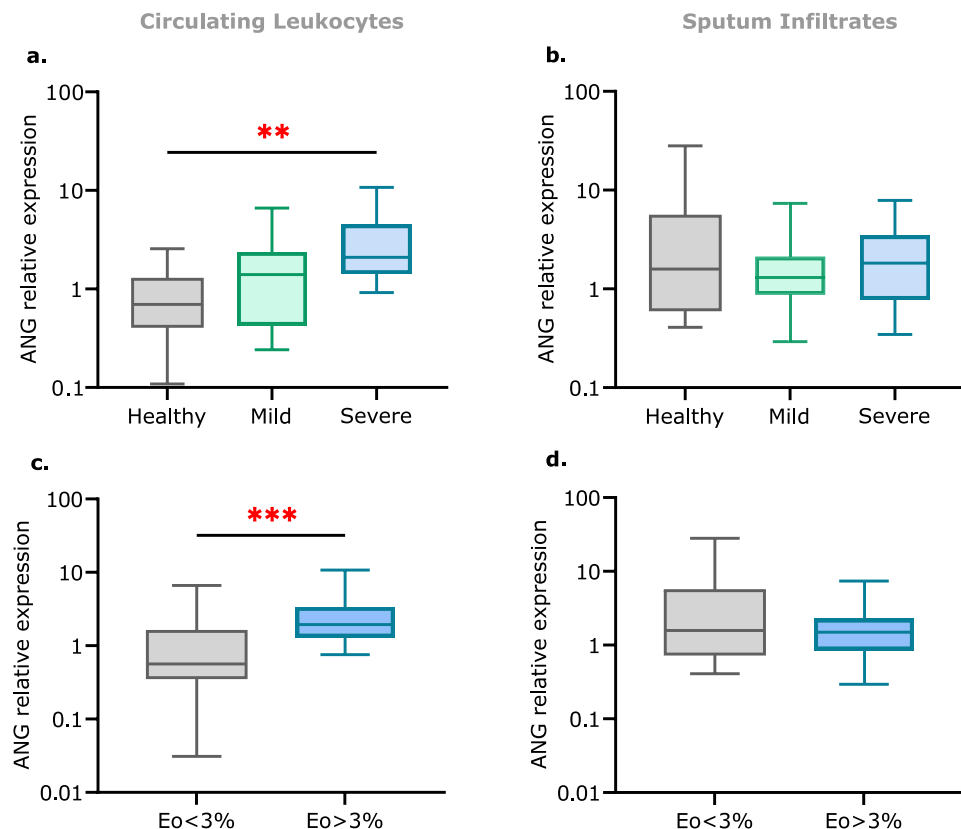 Circulating Leukocytes
Sputum Infiltrates
a.
ANG relative expression
100
10
1
0.1
**
Healthy Mild Severe
b.
ANG relative expression
100
10
1
0.1
Healthy Mild Severe
c.
ANG relative expression
100
10
1
0.1
0.01
***
Eo<3% Eo>3%
d.
ANG relative expression
100
10
1
0.1
0.01
Eo<3% Eo>3%